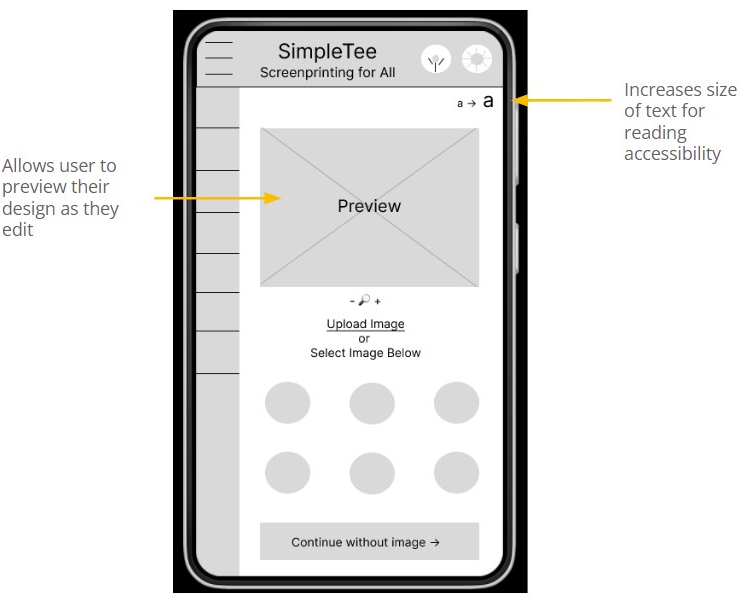 SimpleTee
Screenprinting for All
a → a
Increases size
of text for
reading
accessibility
Allows user to
preview their
design as they
edit
Preview
- 🔎 +
Upload Image
or
Select Image Below
Continue without image →